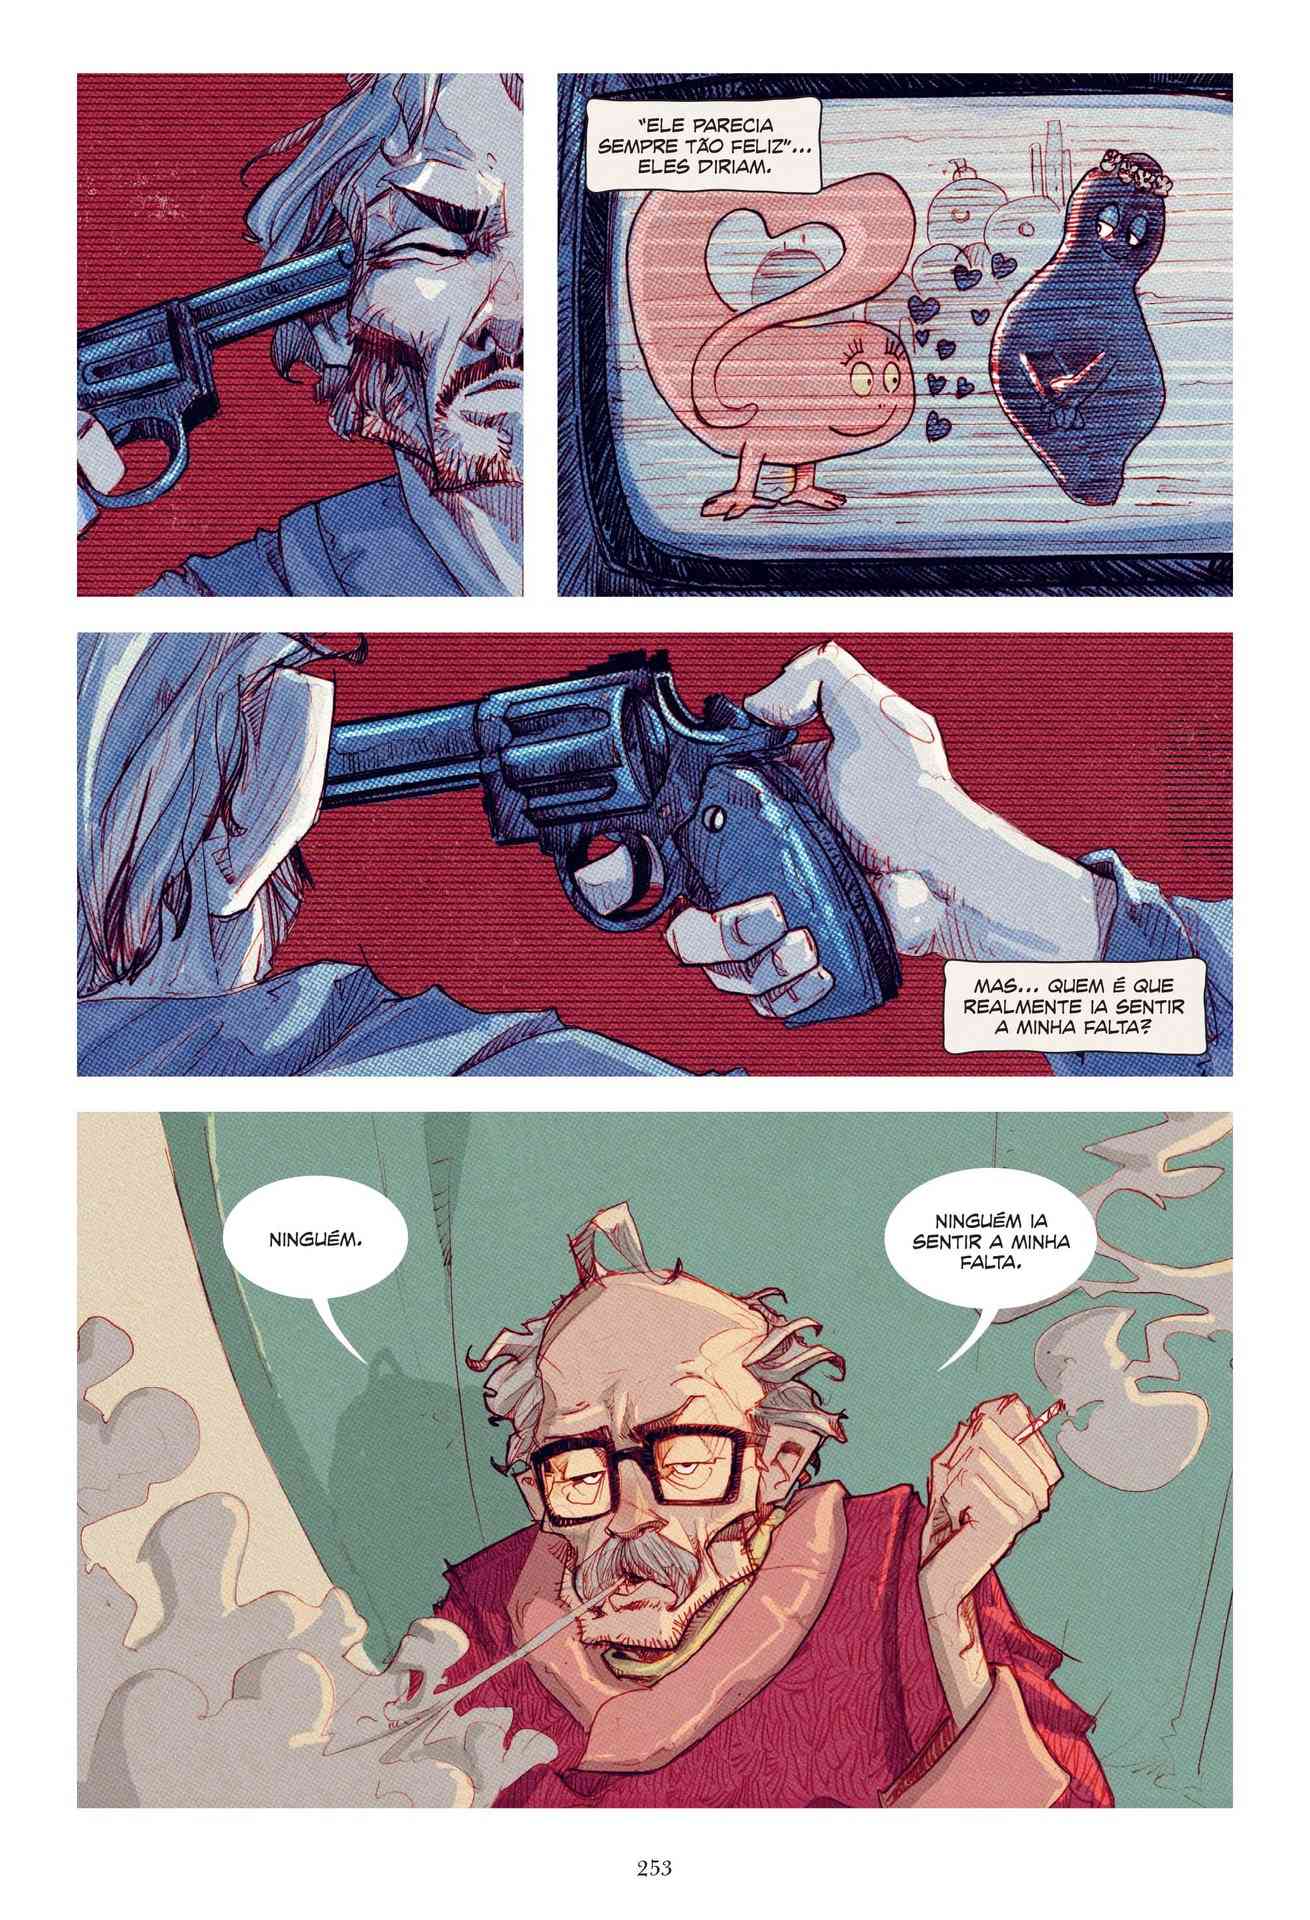 “ELE PARECIA
SEMPRE TÃO FELIZ”...
ELES DIRIAM.
MAS... QUEM É QUE
REALMENTE IA SENTIR
A MINHA FALTA?
NINGUÉM.
NINGUÉM IA
SENTIR A MINHA
FALTA.
253